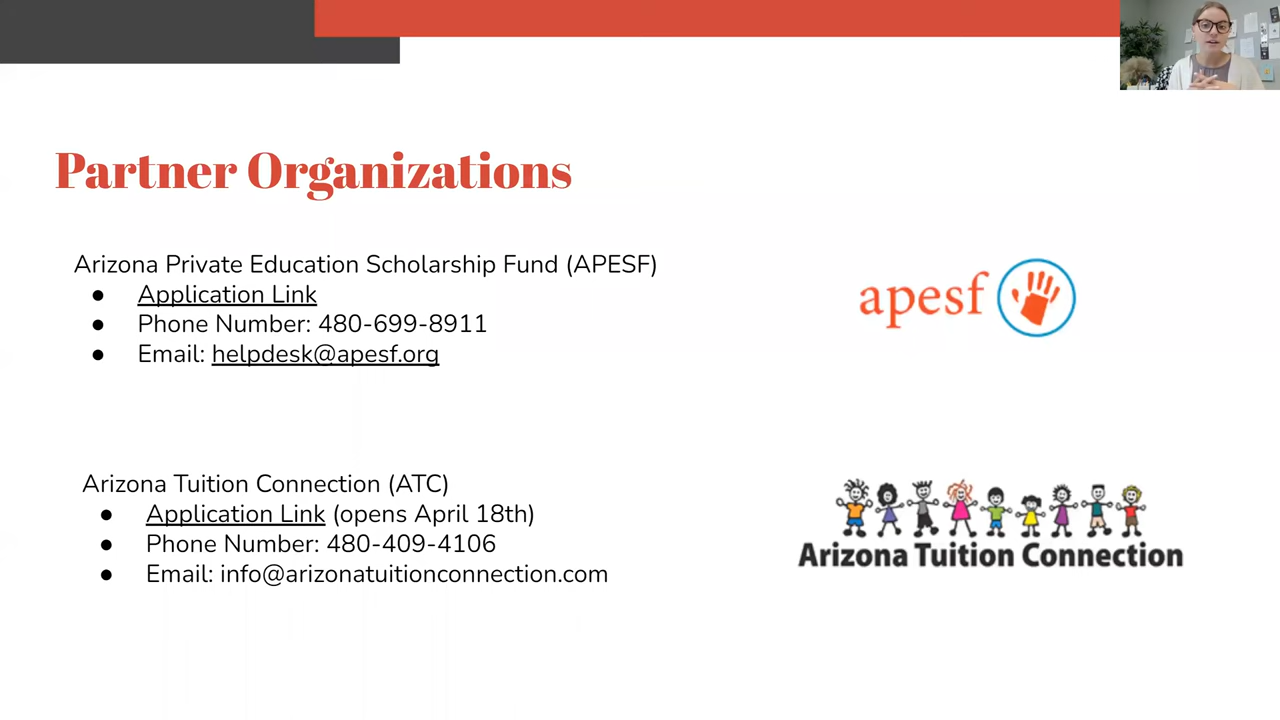 Partner Organizations
Arizona Private Education Scholarship Fund (APESF)
● Application Link
● Phone Number: 480-699-8911
● Email: helpdesk@apesf.org
apesf
Arizona Tuition Connection (ATC)
● Application Link (opens April 18th)
● Phone Number: 480-409-4106
● Email: info@arizonatuitionconnection.com
Arizona Tuition Connection